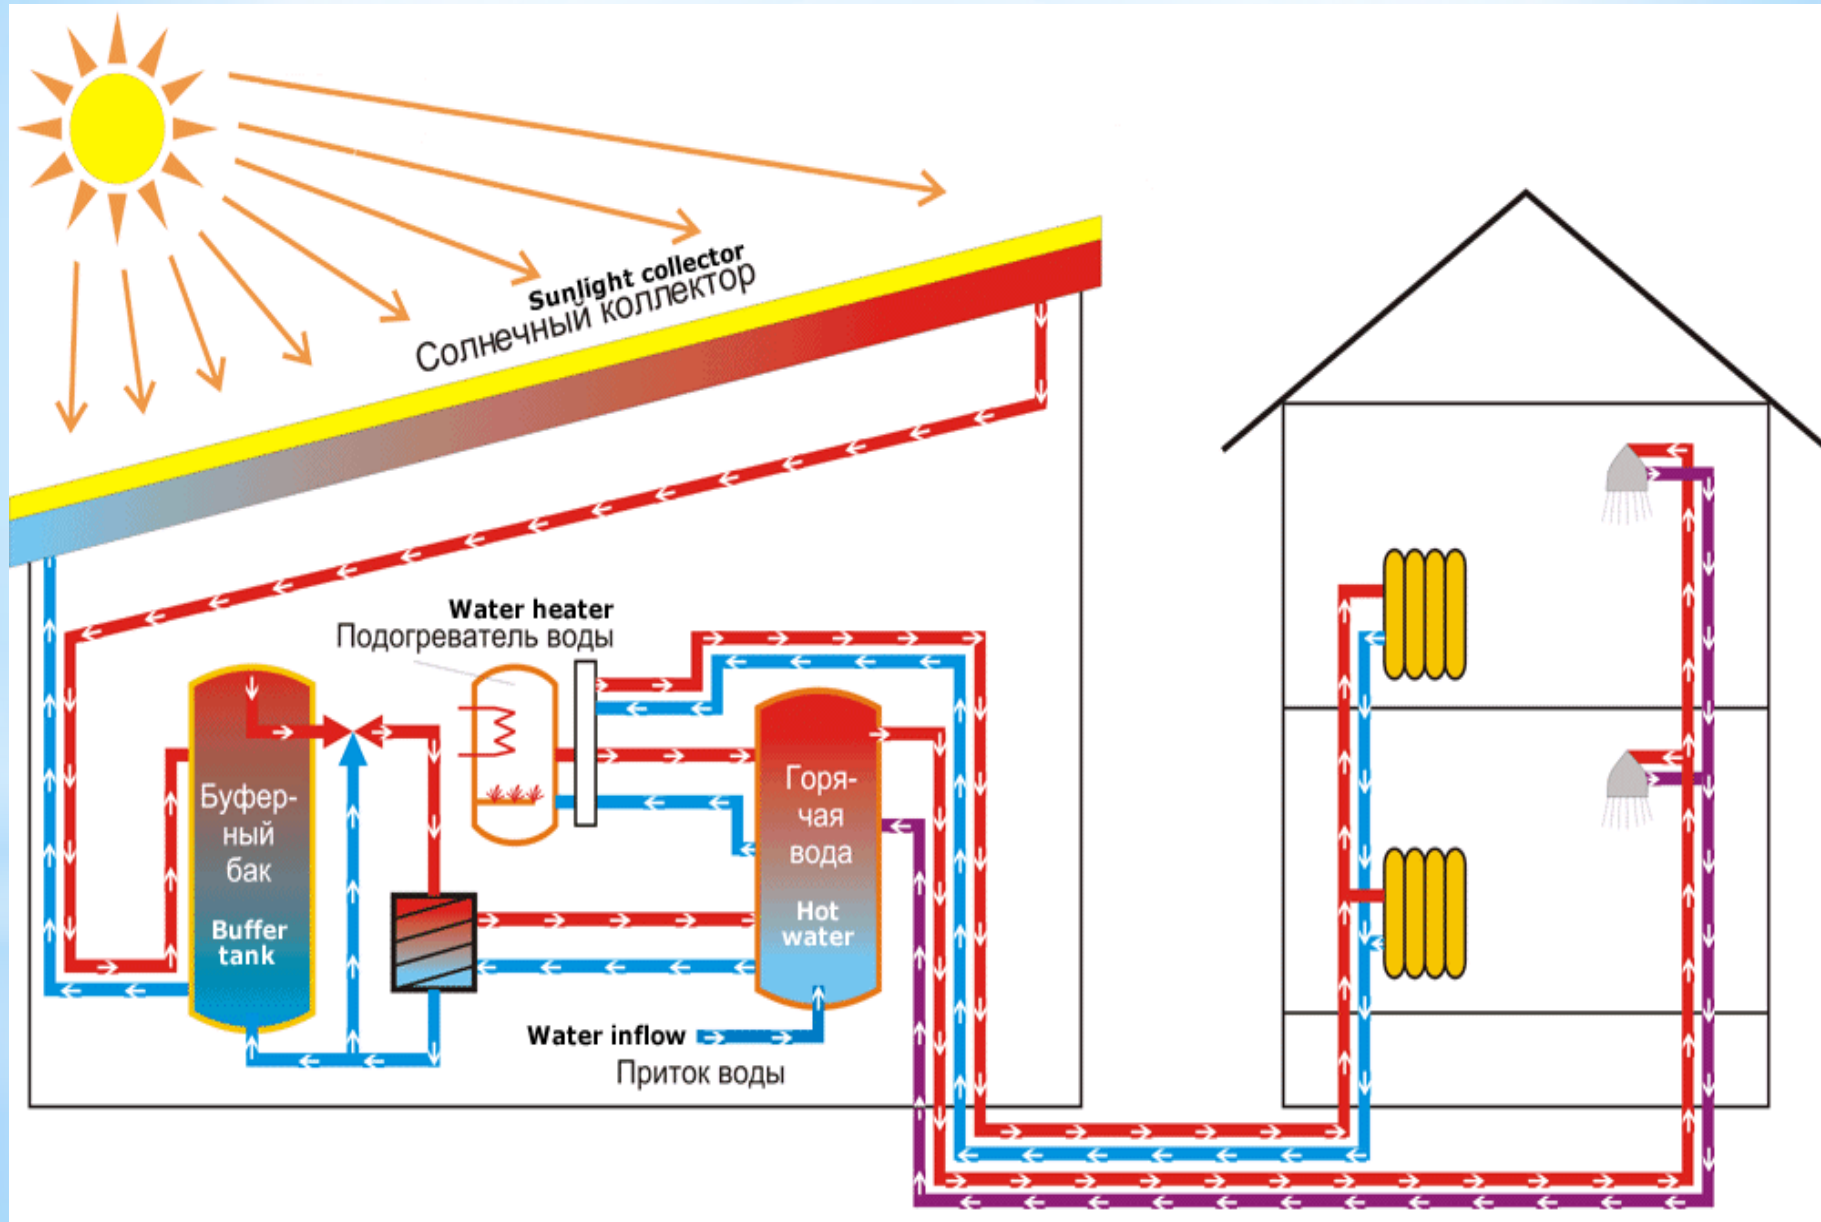 Sunlight collector
Солнечный коллектор
Water heater
Подогреватель воды
Буфер-
ный
бак
Buffer
tank
Горя-
чая
вода
Hot
water
Water inflow
Приток воды